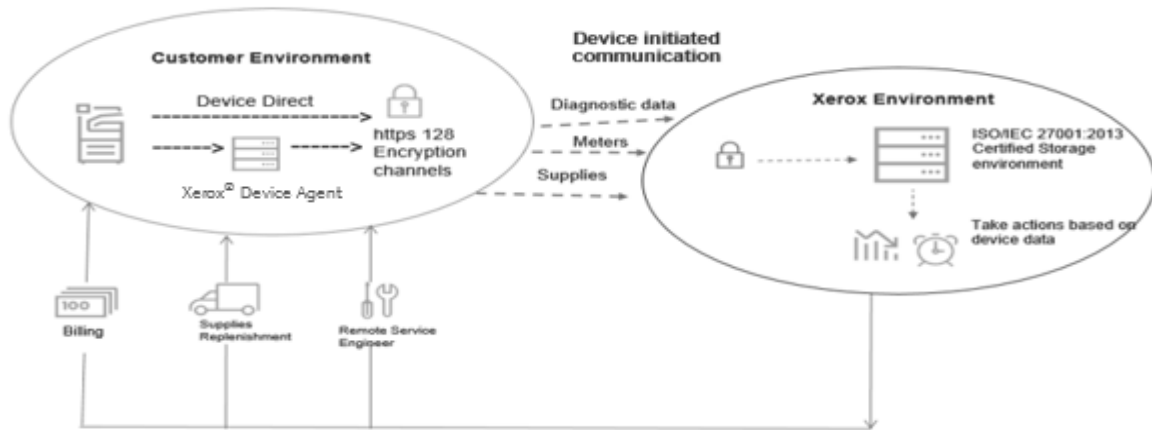 Device initiated
communication
Customer Environment
Device Direct
https 128
Encryption
channels
Xerox® Device Agent
Diagnostic data
Meters
Supplies
Xerox Environment
ISO/IEC 27001:2013
Certified Storage
environment
Take actions based on
device data
100
Billing
Supplies
Replenishment
Remote Service
Engineer